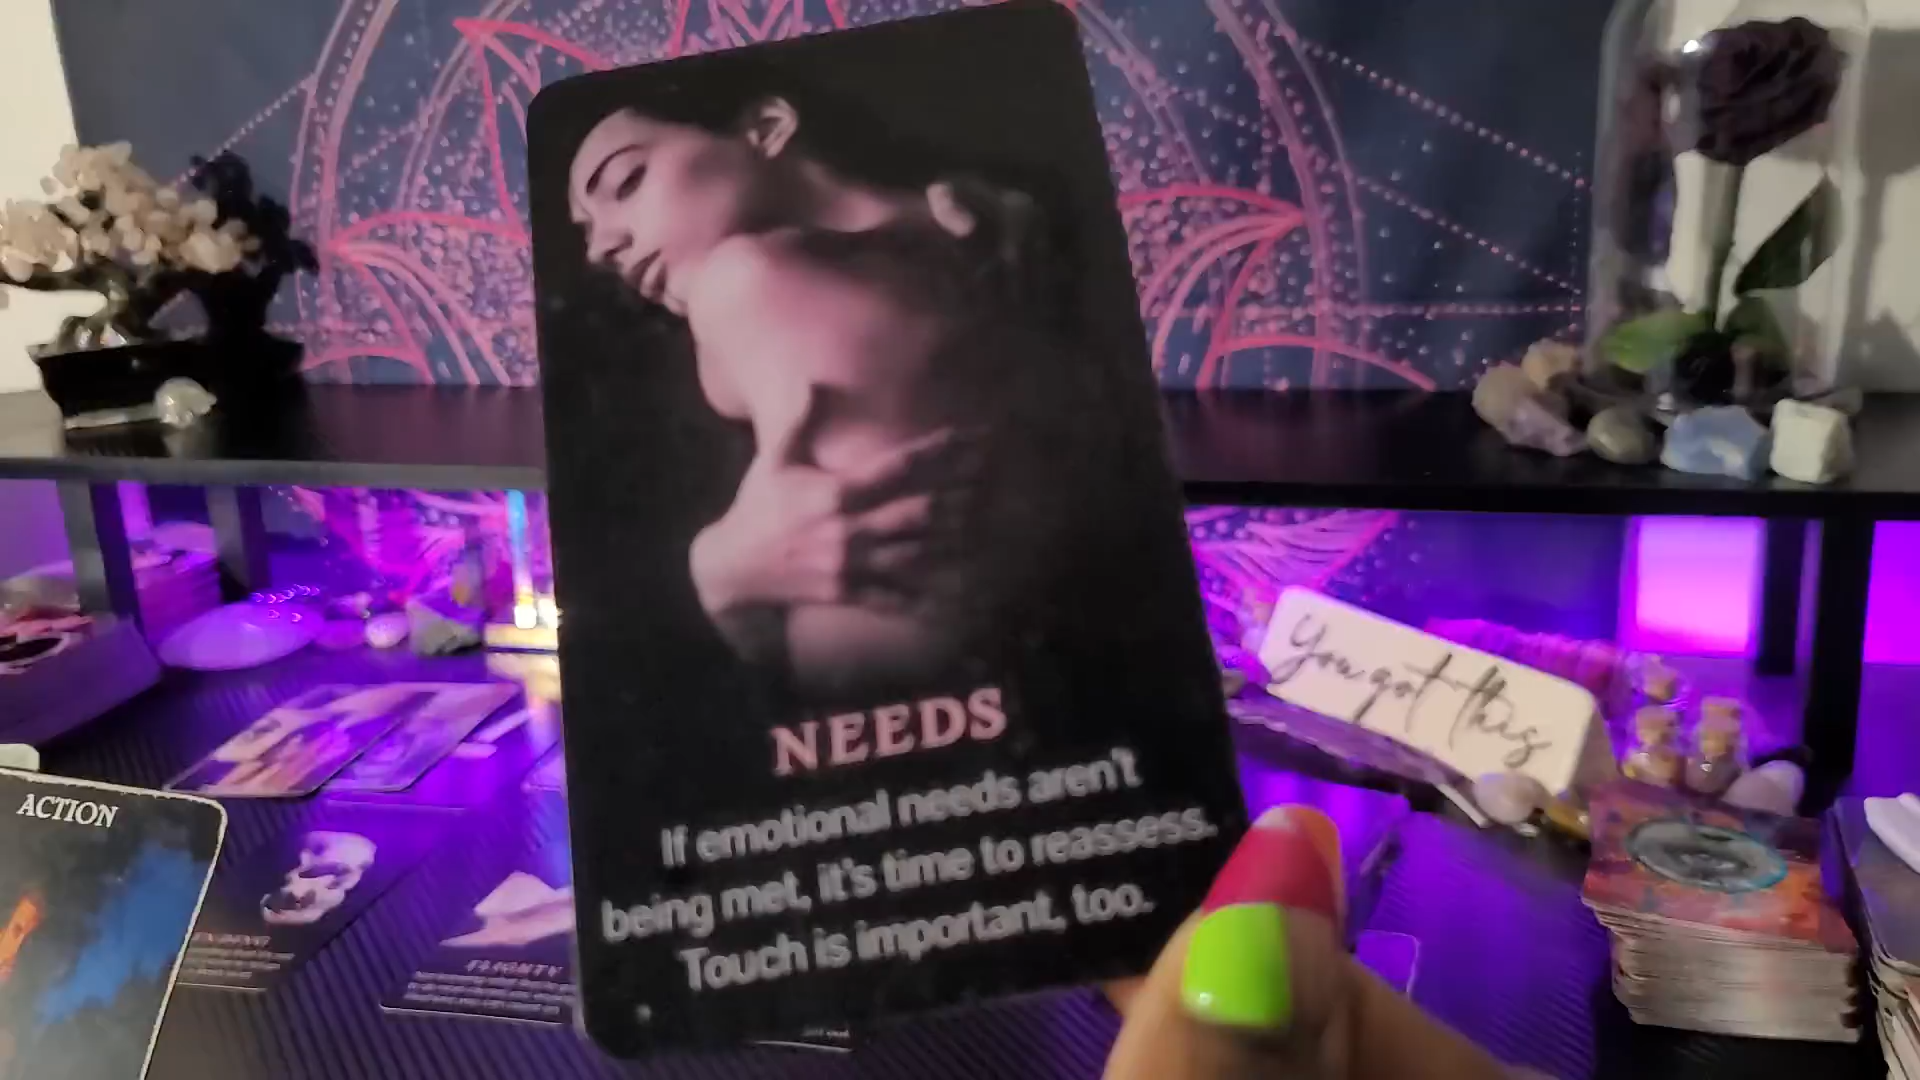 NEEDS
If emotional needs aren't
being met, it's time to reassess.
Touch is important, too.
You got this
ACTION
FLIGHTY